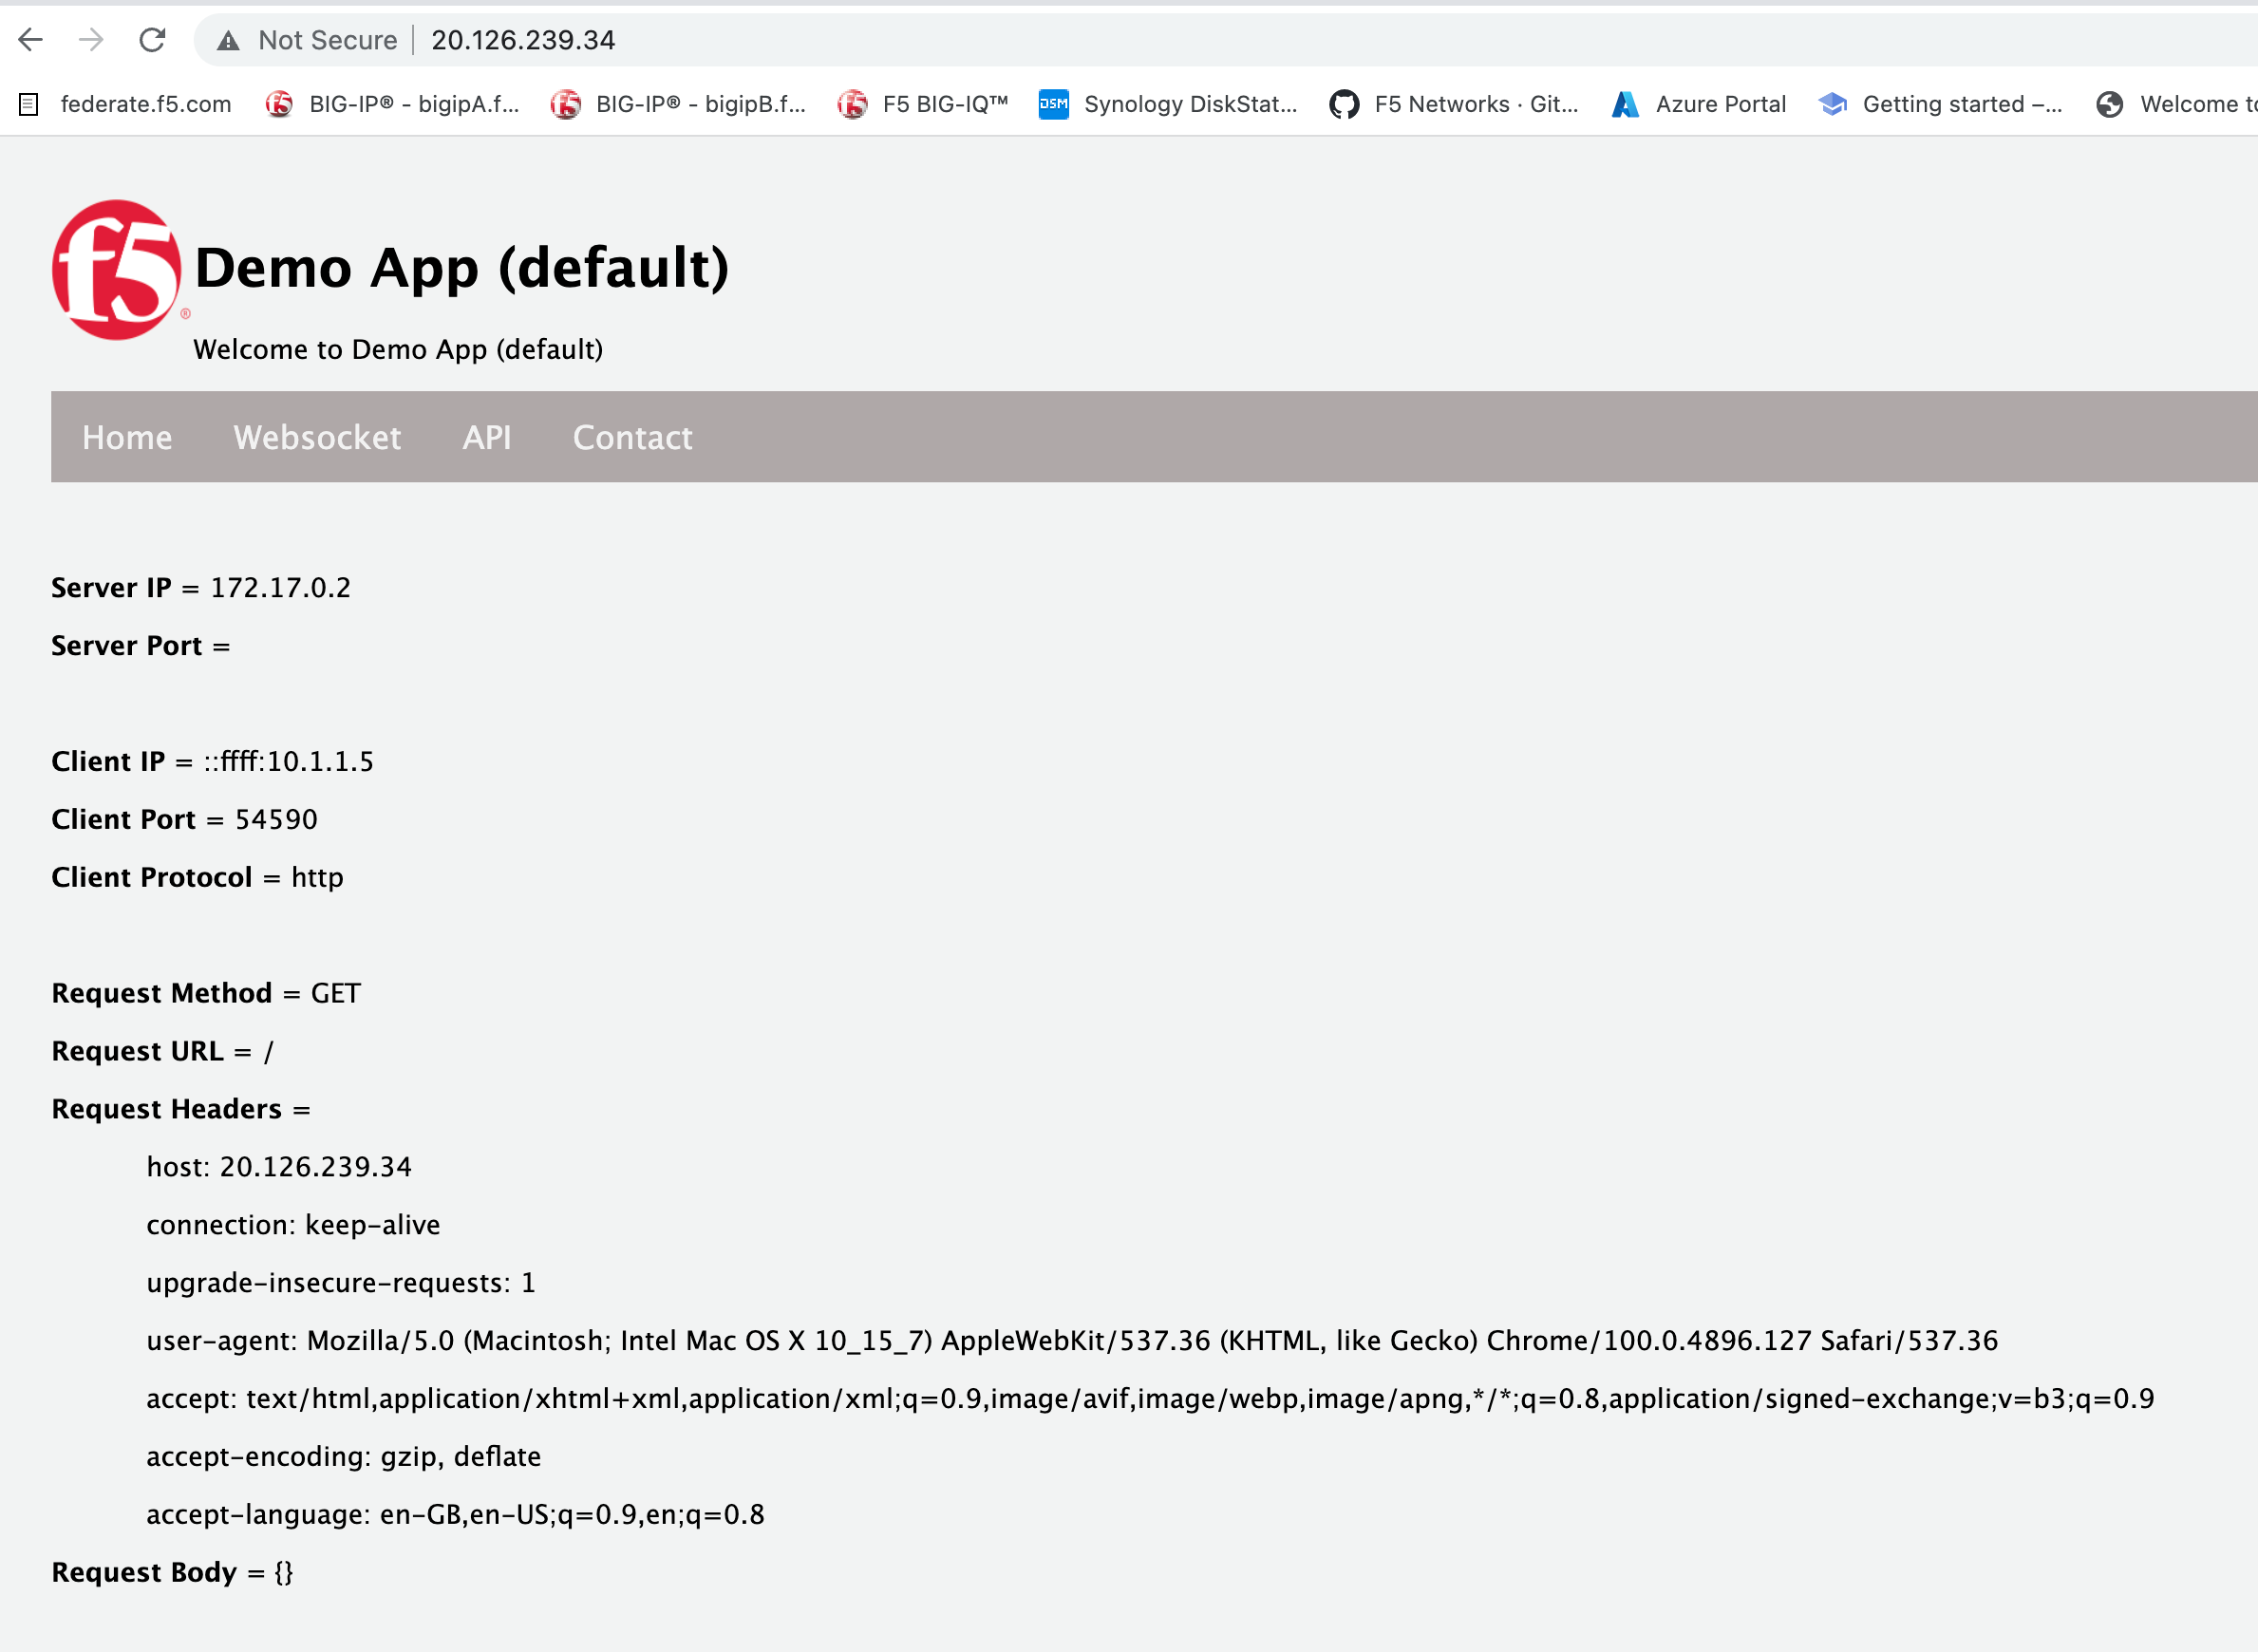 Not Secure | 20.126.239.34
federate.f5.com BIG-IP® - bigipA.f... BIG-IP® - bigipB.f... F5 BIG-IQ™ DSM Synology DiskStat... F5 Networks · Git... Azure Portal Getting started –... Welcome to
f5® Demo App (default)
Welcome to Demo App (default)
Home Websocket API Contact
Server IP = 172.17.0.2
Server Port =
Client IP = ::ffff:10.1.1.5
Client Port = 54590
Client Protocol = http
Request Method = GET
Request URL = /
Request Headers =
host: 20.126.239.34
connection: keep-alive
upgrade-insecure-requests: 1
user-agent: Mozilla/5.0 (Macintosh; Intel Mac OS X 10_15_7) AppleWebKit/537.36 (KHTML, like Gecko) Chrome/100.0.4896.127 Safari/537.36
accept: text/html,application/xhtml+xml,application/xml;q=0.9,image/avif,image/webp,image/apng,*/*;q=0.8,application/signed-exchange;v=b3;q=0.9
accept-encoding: gzip, deflate
accept-language: en-GB,en-US;q=0.9,en;q=0.8
Request Body = {}